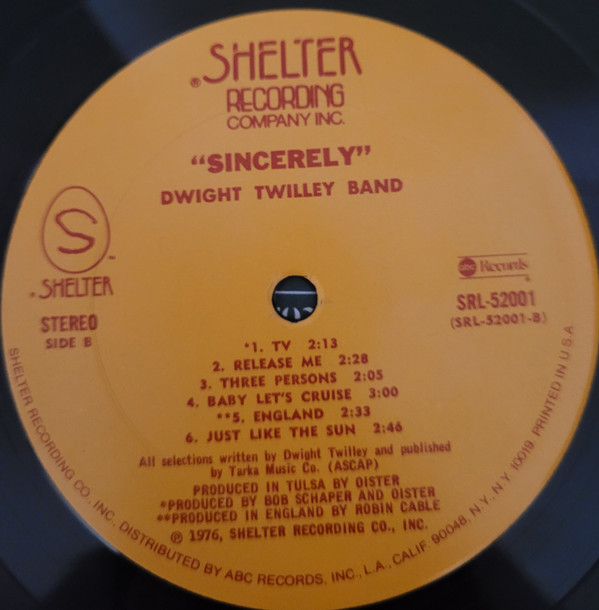 ®SHELTER
RECORDING
COMPANY INC.
"SINCERELY"
DWIGHT TWILLEY BAND
S
™
®SHELTER
STEREO
SIDE B
abc Records
®
SRL-52001
(SRL-52001-B)
*1. TV 2:13
2. RELEASE ME 2:28
3. THREE PERSONS 2:05
4. BABY LET'S CRUISE 3:00
**5. ENGLAND 2:33
6. JUST LIKE THE SUN 2:46
All selections written by Dwight Twilley and published
by Tarka Music Co. (ASCAP)
PRODUCED IN TULSA BY OISTER
*PRODUCED BY BOB SCHAPER AND OISTER
**PRODUCED IN ENGLAND BY ROBIN CABLE
℗ 1976, SHELTER RECORDING CO., INC.
SHELTER RECORDING CO., INC., DISTRIBUTED BY ABC RECORDS, INC., L.A., CALIF. 90048, N.Y., N.Y. 10019 PRINTED IN U.S.A